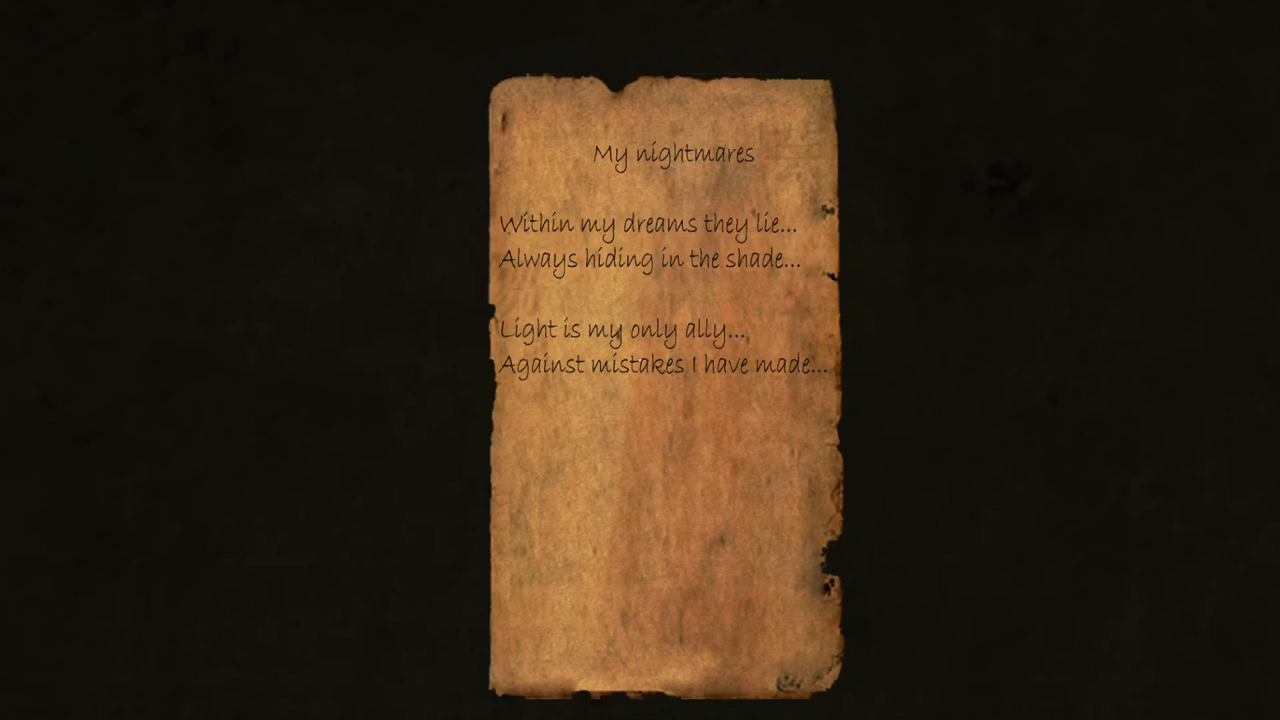 My nightmares
Within my dreams they lie...
Always hiding in the shade...
Light is my only ally...
Against mistakes I have made...